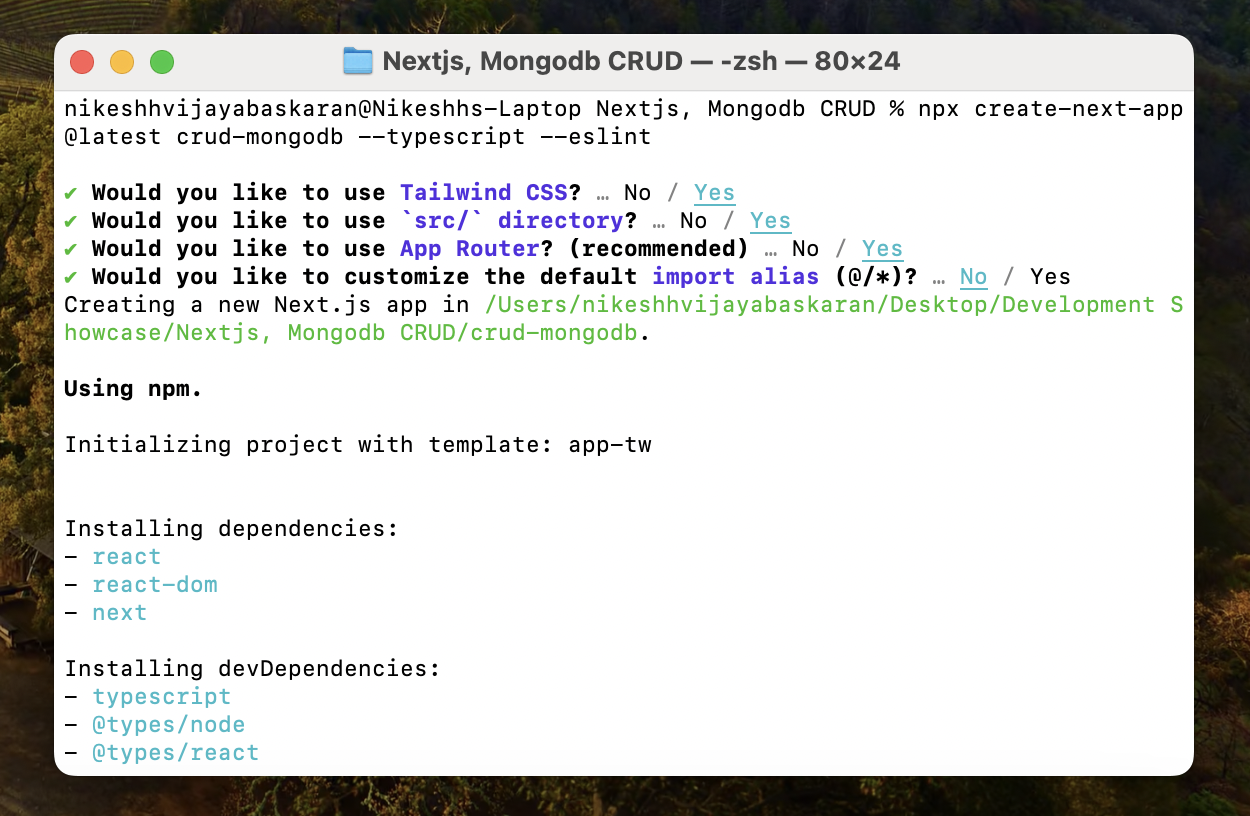 Nextjs, Mongodb CRUD — -zsh — 80×24
nikeshhvijayabaskaran@Nikeshhs-Laptop Nextjs, Mongodb CRUD % npx create-next-app
@latest crud-mongodb --typescript --eslint
✔ Would you like to use Tailwind CSS? … No / Yes
✔ Would you like to use `src/` directory? … No / Yes
✔ Would you like to use App Router? (recommended) … No / Yes
✔ Would you like to customize the default import alias (@/*)? … No / Yes
Creating a new Next.js app in /Users/nikeshhvijayabaskaran/Desktop/Development S
howcase/Nextjs, Mongodb CRUD/crud-mongodb.
Using npm.
Initializing project with template: app-tw
Installing dependencies:
- react
- react-dom
- next
Installing devDependencies:
- typescript
- @types/node
- @types/react